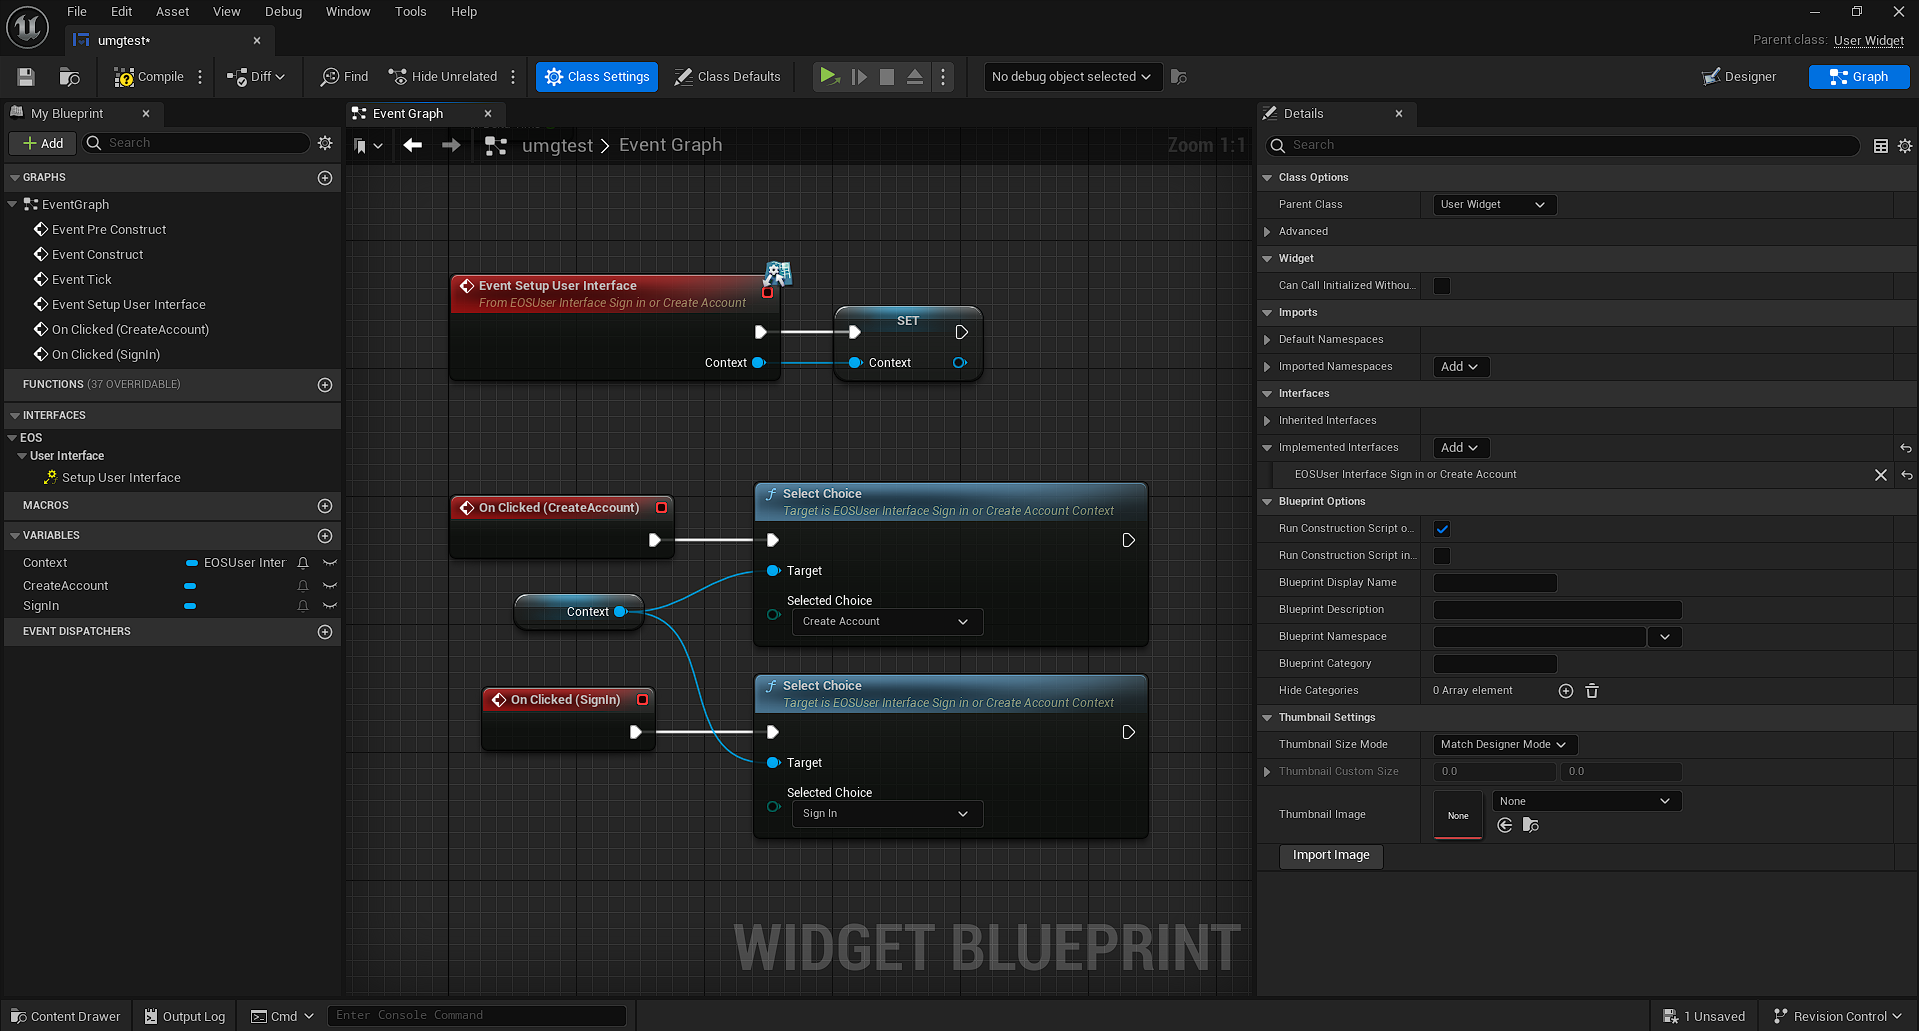 File Edit Asset View Debug Window Tools Help
umgtest*
Parent class: User Widget
Compile Diff Find Hide Unrelated Class Settings Class Defaults No debug object selected Designer Graph
My Blueprint
Add Search
GRAPHS
EventGraph
Event Pre Construct
Event Construct
Event Tick
Event Setup User Interface
On Clicked (CreateAccount)
On Clicked (SignIn)
FUNCTIONS (37 OVERRIDABLE)
INTERFACES
EOS
User Interface
Setup User Interface
MACROS
VARIABLES
Context EOSUser Inter
CreateAccount
SignIn
EVENT DISPATCHERS
Event Graph
umgtest > Event Graph
Zoom 1:1
Event Setup User Interface
From EOSUser Interface Sign in or Create Account
Context
SET
Context
On Clicked (CreateAccount)
Select Choice
Target is EOSUser Interface Sign in or Create Account Context
Target
Selected Choice
Create Account
Context
On Clicked (SignIn)
Select Choice
Target is EOSUser Interface Sign in or Create Account Context
Target
Selected Choice
Sign In
WIDGET BLUEPRINT
Details
Search
Class Options
Parent Class User Widget
Advanced
Widget
Can Call Initialized Withou...
Imports
Default Namespaces
Imported Namespaces Add
Interfaces
Inherited Interfaces
Implemented Interfaces Add
EOSUser Interface Sign in or Create Account
Blueprint Options
Run Construction Script o...
Run Construction Script in...
Blueprint Display Name
Blueprint Description
Blueprint Namespace
Blueprint Category
Hide Categories 0 Array element
Thumbnail Settings
Thumbnail Size Mode Match Designer Mode
Thumbnail Custom Size 0.0 0.0
Thumbnail Image None None
Import Image
Content Drawer Output Log Cmd Enter Console Command 1 Unsaved Revision Control